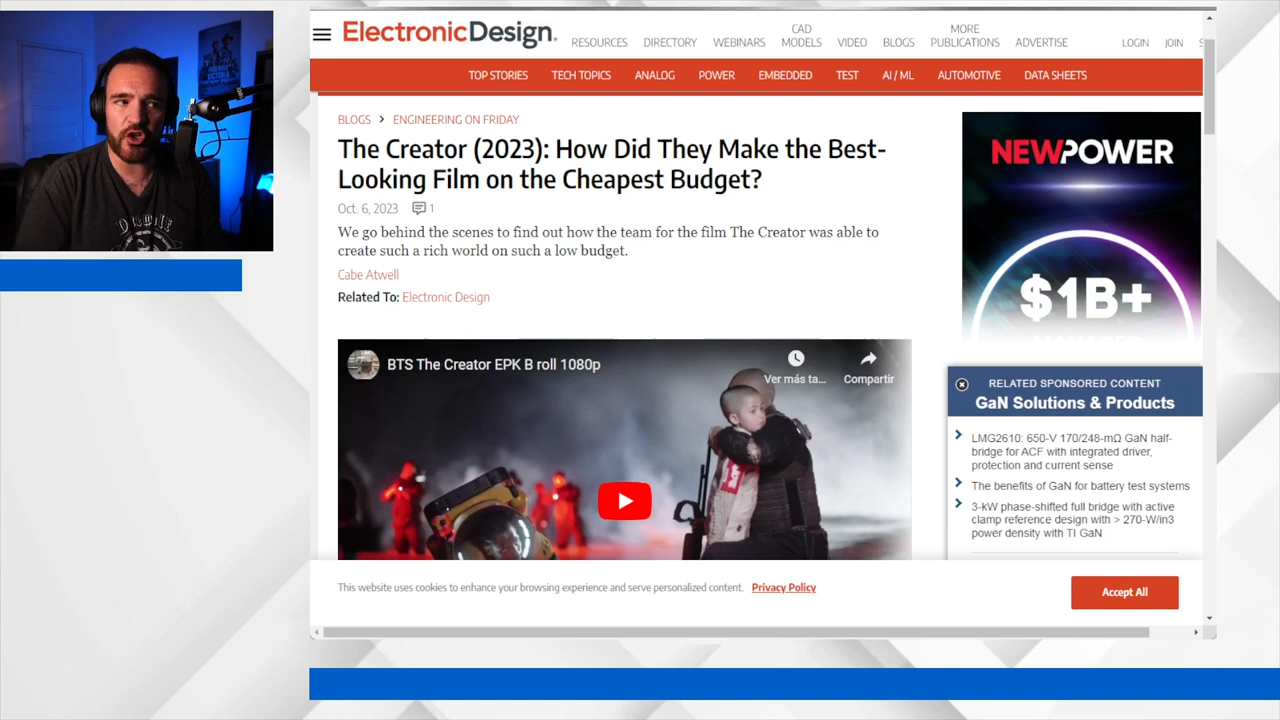 ElectronicDesign.
RESOURCES
DIRECTORY
WEBINARS
CAD
MODELS
VIDEO
BLOGS
MORE
PUBLICATIONS
ADVERTISE
LOGIN
JOIN
S
TOP STORIES
TECH TOPICS
ANALOG
POWER
EMBEDDED
TEST
AI / ML
AUTOMOTIVE
DATA SHEETS
BLOGS > ENGINEERING ON FRIDAY
The Creator (2023): How Did They Make the Best-
Looking Film on the Cheapest Budget?
Oct. 6, 2023 1
We go behind the scenes to find out how the team for the film The Creator was able to
create such a rich world on such a low budget.
Cabe Atwell
Related To: Electronic Design
BTS The Creator EPK B roll 1080p
Ver más ta...
Compartir
NEWPOWER
$1B+
RELATED SPONSORED CONTENT
GaN Solutions & Products
LMG2610: 650-V 170/248-mΩ GaN half-
bridge for ACF with integrated driver,
protection and current sense
The benefits of GaN for battery test systems
3-kW phase-shifted full bridge with active
clamp reference design with > 270-W/in3
power density with TI GaN
This website uses cookies to enhance your browsing experience and serve personalized content. Privacy Policy
Accept All